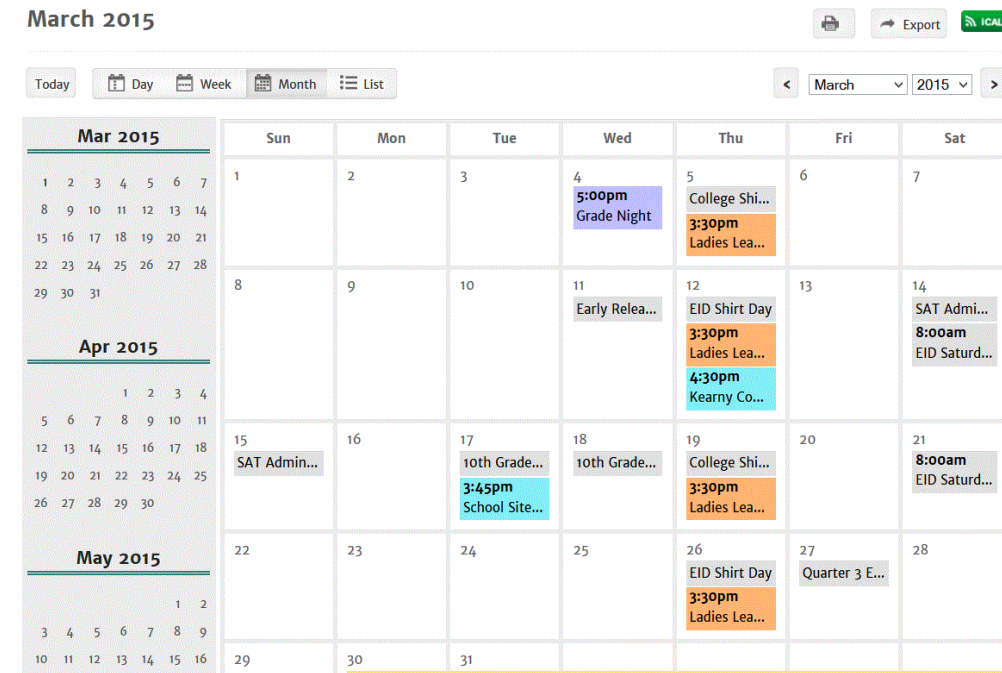 March 2015
Export
ICAL
Today Day Week Month List < March 2015 >
Mar 2015
1 2 3 4 5 6 7
8 9 10 11 12 13 14
15 16 17 18 19 20 21
22 23 24 25 26 27 28
29 30 31
Apr 2015
1 2 3 4
5 6 7 8 9 10 11
12 13 14 15 16 17 18
19 20 21 22 23 24 25
26 27 28 29 30
May 2015
1 2
3 4 5 6 7 8 9
10 11 12 13 14 15 16
Sun Mon Tue Wed Thu Fri Sat
1 2 3 4 5 6 7
5:00pm
Grade Night
College Shi...
3:30pm
Ladies Lea...
8 9 10 11 12 13 14
Early Relea...
EID Shirt Day
3:30pm
Ladies Lea...
4:30pm
Kearny Co...
SAT Admi...
8:00am
EID Saturd...
15 16 17 18 19 20 21
SAT Admin...
10th Grade...
3:45pm
School Site...
10th Grade...
College Shi...
3:30pm
Ladies Lea...
8:00am
EID Saturd...
22 23 24 25 26 27 28
EID Shirt Day
3:30pm
Ladies Lea...
Quarter 3 E...
29 30 31